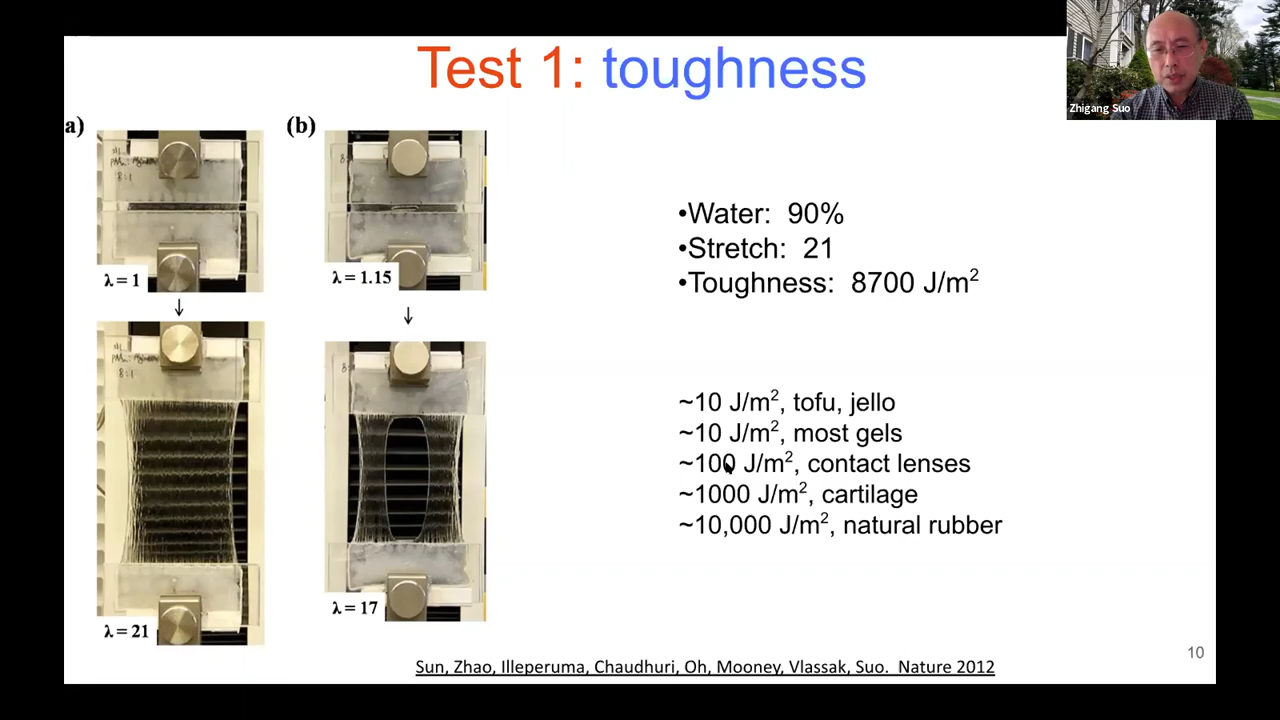 Test 1: toughness
Zhigang Suo
a)
(b)
8:1
λ = 1
λ = 1.15
λ = 21
λ = 17
•Water: 90%
•Stretch: 21
•Toughness: 8700 J/m²
~10 J/m², tofu, jello
~10 J/m², most gels
~100 J/m², contact lenses
~1000 J/m², cartilage
~10,000 J/m², natural rubber
Sun, Zhao, Illeperuma, Chaudhuri, Oh, Mooney, Vlassak, Suo. Nature 2012
10